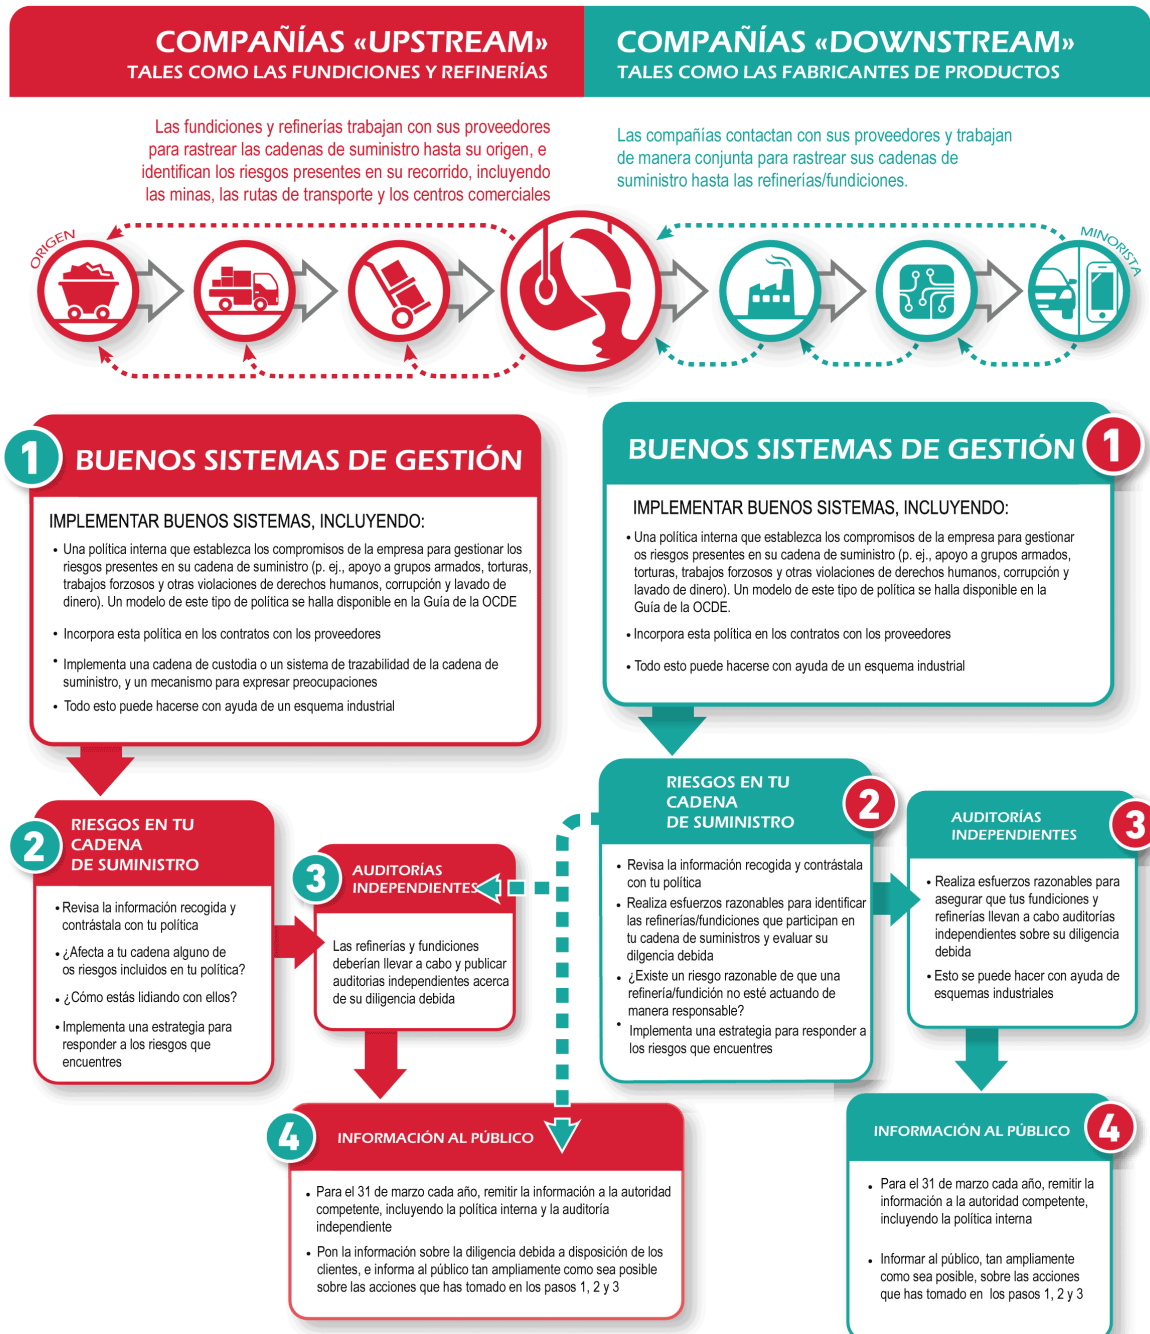 COMPAÑÍAS «UPSTREAM»
TALES COMO LAS FUNDICIONES Y REFINERÍAS
COMPAÑÍAS «DOWNSTREAM»
TALES COMO LAS FABRICANTES DE PRODUCTOS
Las fundiciones y refinerías trabajan con sus proveedores
para rastrear las cadenas de suministro hasta su origen, e
identifican los riesgos presentes en su recorrido, incluyendo
las minas, las rutas de transporte y los centros comerciales
Las compañías contactan con sus proveedores y trabajan
de manera conjunta para rastrear sus cadenas de
suministro hasta las refinerías/fundiciones.
ORIGEN
MINORISTA
1
BUENOS SISTEMAS DE GESTIÓN
IMPLEMENTAR BUENOS SISTEMAS, INCLUYENDO:
• Una política interna que establezca los compromisos de la empresa para gestionar los
riesgos presentes en su cadena de suministro (p. ej., apoyo a grupos armados, torturas,
trabajos forzosos y otras violaciones de derechos humanos, corrupción y lavado de
dinero). Un modelo de este tipo de política se halla disponible en la Guía de la OCDE
• Incorpora esta política en los contratos con los proveedores
• Implementa una cadena de custodia o un sistema de trazabilidad de la cadena de
suministro, y un mecanismo para expresar preocupaciones
• Todo esto puede hacerse con ayuda de un esquema industrial
BUENOS SISTEMAS DE GESTIÓN
1
IMPLEMENTAR BUENOS SISTEMAS, INCLUYENDO:
• Una política interna que establezca los compromisos de la empresa para gestionar
os riesgos presentes en su cadena de suministro (p. ej., apoyo a grupos armados,
torturas, trabajos forzosos y otras violaciones de derechos humanos, corrupción y
lavado de dinero). Un modelo de este tipo de política se halla disponible en la
Guía de la OCDE.
• Incorpora esta política en los contratos con los proveedores
• Todo esto puede hacerse con ayuda de un esquema industrial
2
RIESGOS EN TU
CADENA
DE SUMINISTRO
• Revisa la información recogida y
contrástala con tu política
• ¿Afecta a tu cadena alguno de
os riesgos incluidos en tu política?
• ¿Cómo estás lidiando con ellos?
• Implementa una estrategia para
responder a los riesgos que
encuentres
3
AUDITORÍAS
INDEPENDIENTES
Las refinerías y fundiciones
deberían llevar a cabo y publicar
auditorias independientes acerca
de su diligencia debida
RIESGOS EN TU
CADENA
DE SUMINISTRO
2
• Revisa la información recogida y contrástala
con tu política
• Realiza esfuerzos razonables para identificar
las refinerías/fundiciones que participan en
tu cadena de suministros y evaluar su
dilgencia debida
• ¿Existe un riesgo razonable de que una
refinería/fundición no esté actuando de
manera responsable?
• Implementa una estrategia para responder a
los riesgos que encuentres
AUDITORÍAS
INDEPENDIENTES
3
• Realiza esfuerzos razonables para
asegurar que tus fundiciones y
refinerías llevan a cabo auditorías
independientes sobre su diligencia
debida
• Esto se puede hacer con ayuda de
esquemas industriales
4
INFORMACIÓN AL PÚBLICO
• Para el 31 de marzo cada año, remitir la información a la autoridad
competente, incluyendo la política interna y la auditoría
independiente
• Pon la información sobre la diligencia debida a disposición de los
clientes, e informa al público tan ampliamente como sea posible
sobre las acciones que has tomado en los pasos 1, 2 y 3
INFORMACIÓN AL PÚBLICO
4
• Para el 31 de marzo cada año, remitir la
información a la autoridad competente,
incluyendo la política interna
• Informar al público, tan ampliamente
como sea posible, sobre las acciones
que has tomado en los pasos 1, 2 y 3